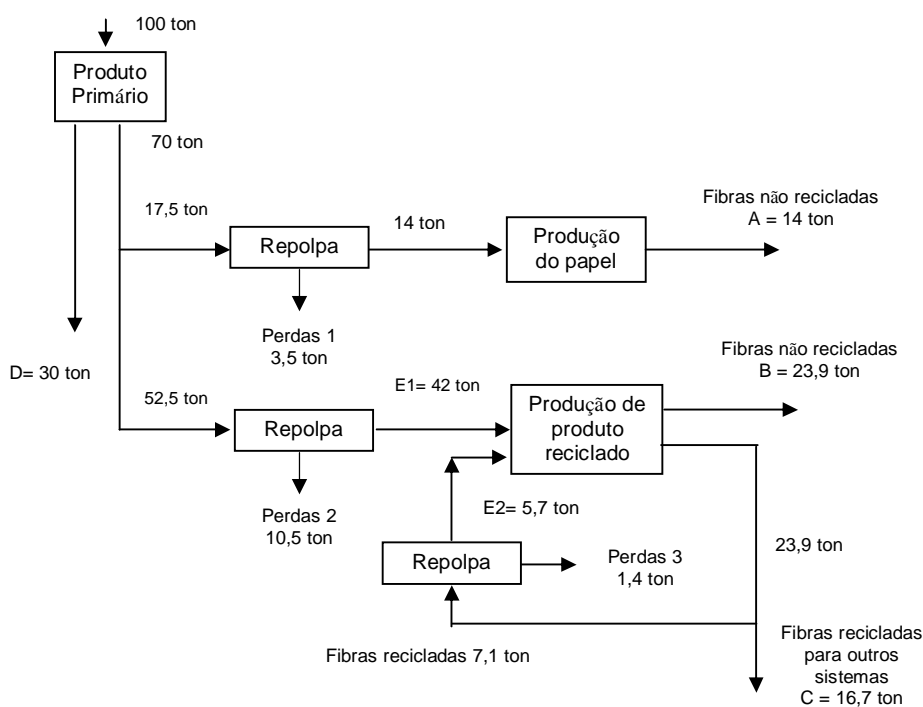 100 ton
Produto
Primário
70 ton
17,5 ton
Repolpa
14 ton
Produção
do papel
Fibras não recicladas
A = 14 ton
Perdas 1
3,5 ton
D= 30 ton
52,5 ton
Repolpa
E1= 42 ton
Produção de
produto
reciclado
Fibras não recicladas
B = 23,9 ton
Perdas 2
10,5 ton
E2= 5,7 ton
Repolpa
Perdas 3
1,4 ton
23,9 ton
Fibras recicladas 7,1 ton
Fibras recicladas
para outros
sistemas
C = 16,7 ton